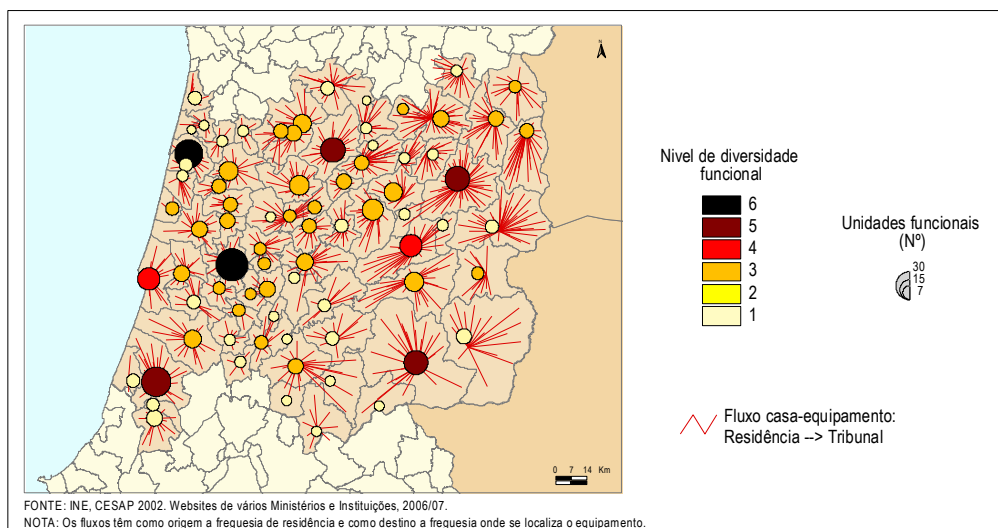 N
Nivel de diversidade
funcional
6
5
4
3
2
1
Unidades funcionais
(Nº)
30
15
7
Fluxo casa-equipamento:
Residência --> Tribunal
0 7 14 Km
FONTE: INE, CESAP 2002. Websites de vários Ministérios e Instituições, 2006/07.
NOTA: Os fluxos têm como origem a freguesia de residência e como destino a freguesia onde se localiza o equipamento.